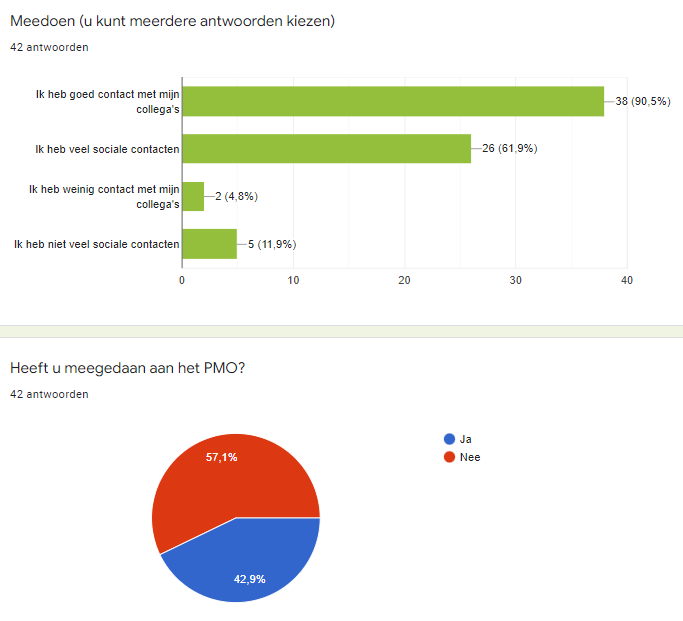 Meedoen (u kunt meerdere antwoorden kiezen)
42 antwoorden
Ik heb goed contact met mijn
collega's
38 (90,5%)
Ik heb veel sociale contacten
26 (61,9%)
Ik heb weinig contact met mijn
collega's
2 (4,8%)
Ik heb niet veel sociale contacten
5 (11,9%)
0 10 20 30 40
Heeft u meegedaan aan het PMO?
42 antwoorden
Ja
Nee
57,1%
42,9%